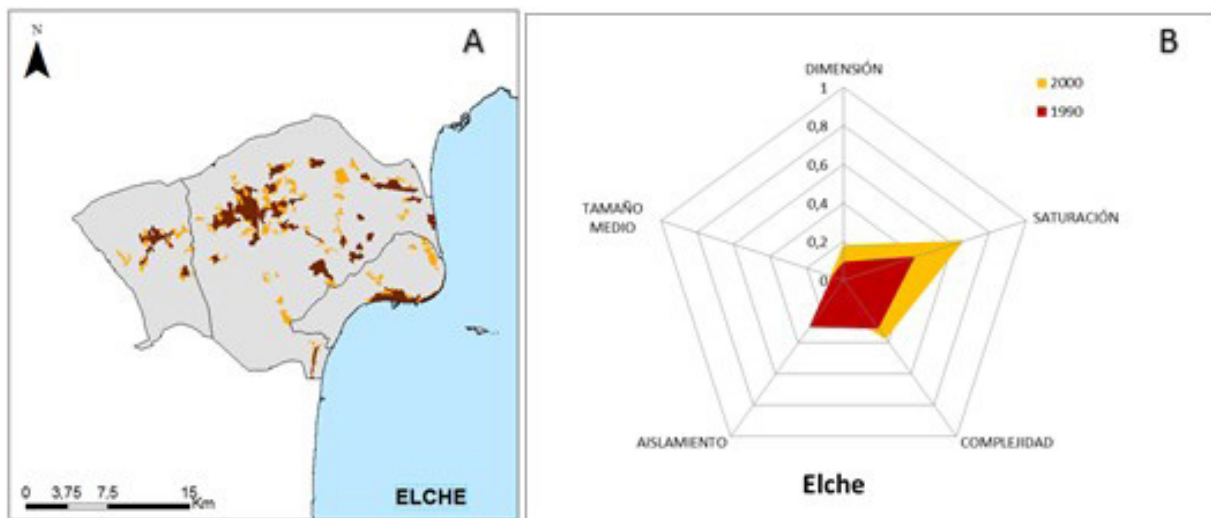 N
A
0 3,75 7,5 15
Km
ELCHE
B
DIMENSIÓN
1
0,8
0,6
0,4
0,2
0
2000
1990
TAMAÑO
MEDIO
SATURACIÓN
AISLAMIENTO
COMPLEJIDAD
Elche